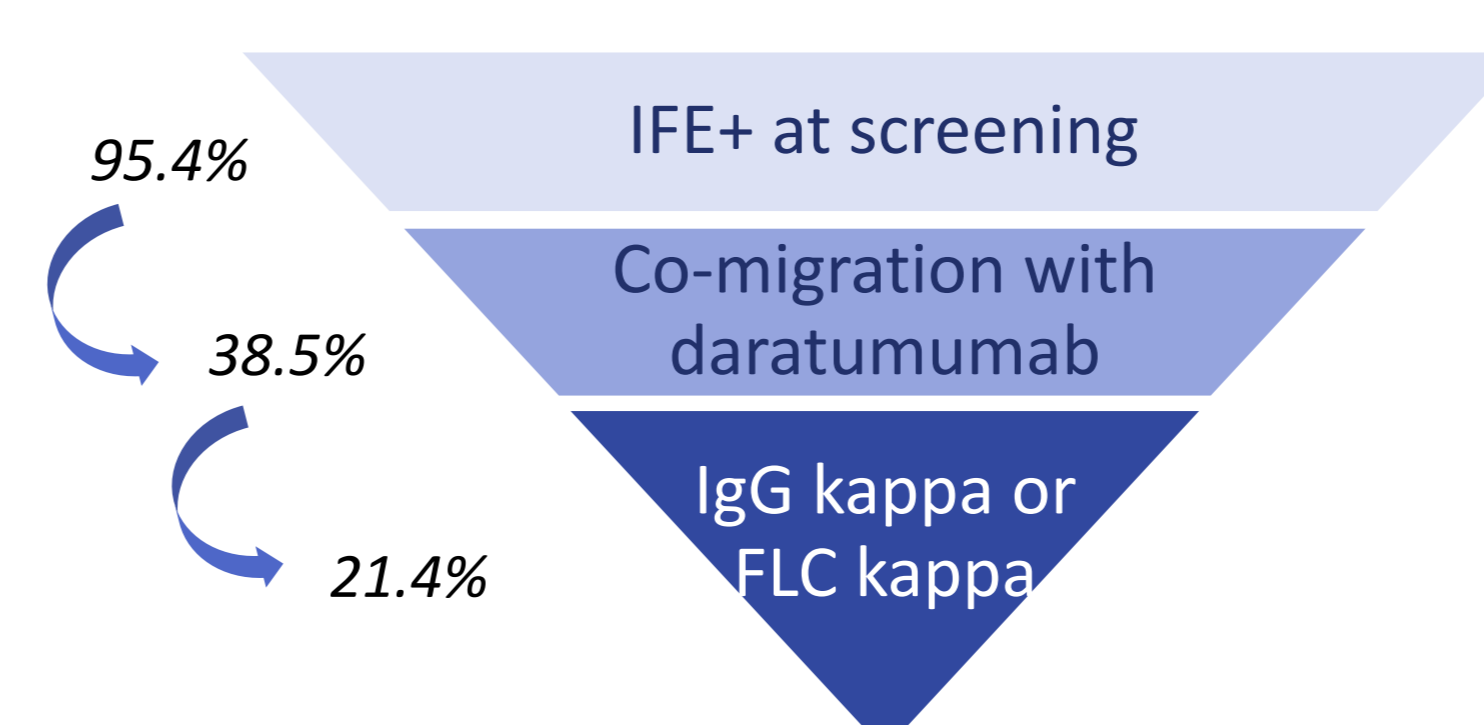 IFE+ at screening
95.4%
Co-migration with
daratumumab
38.5%
IgG kappa or
FLC kappa
21.4%